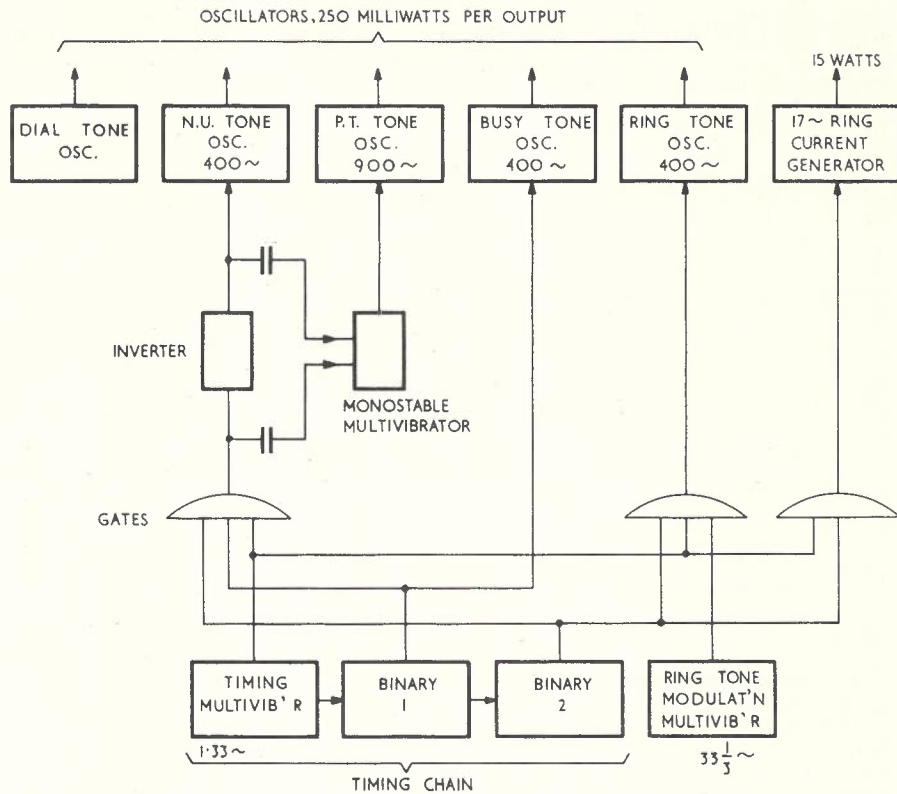 OSCILLATORS, 250 MILLIWATTS PER OUTPUT
15 WATTS
DIAL TONE
OSC.
N.U. TONE
OSC.
400~
P.T. TONE
OSC.
900~
BUSY TONE
OSC.
400~
RING TONE
OSC.
400~
17~ RING
CURRENT
GENERATOR
INVERTER
MONOSTABLE
MULTIVIBRATOR
GATES
TIMING
MULTIVIB'R
BINARY
1
BINARY
2
RING TONE
MODULAT'N
MULTIVIB'R
1·33~
33 1/3 ~
TIMING CHAIN